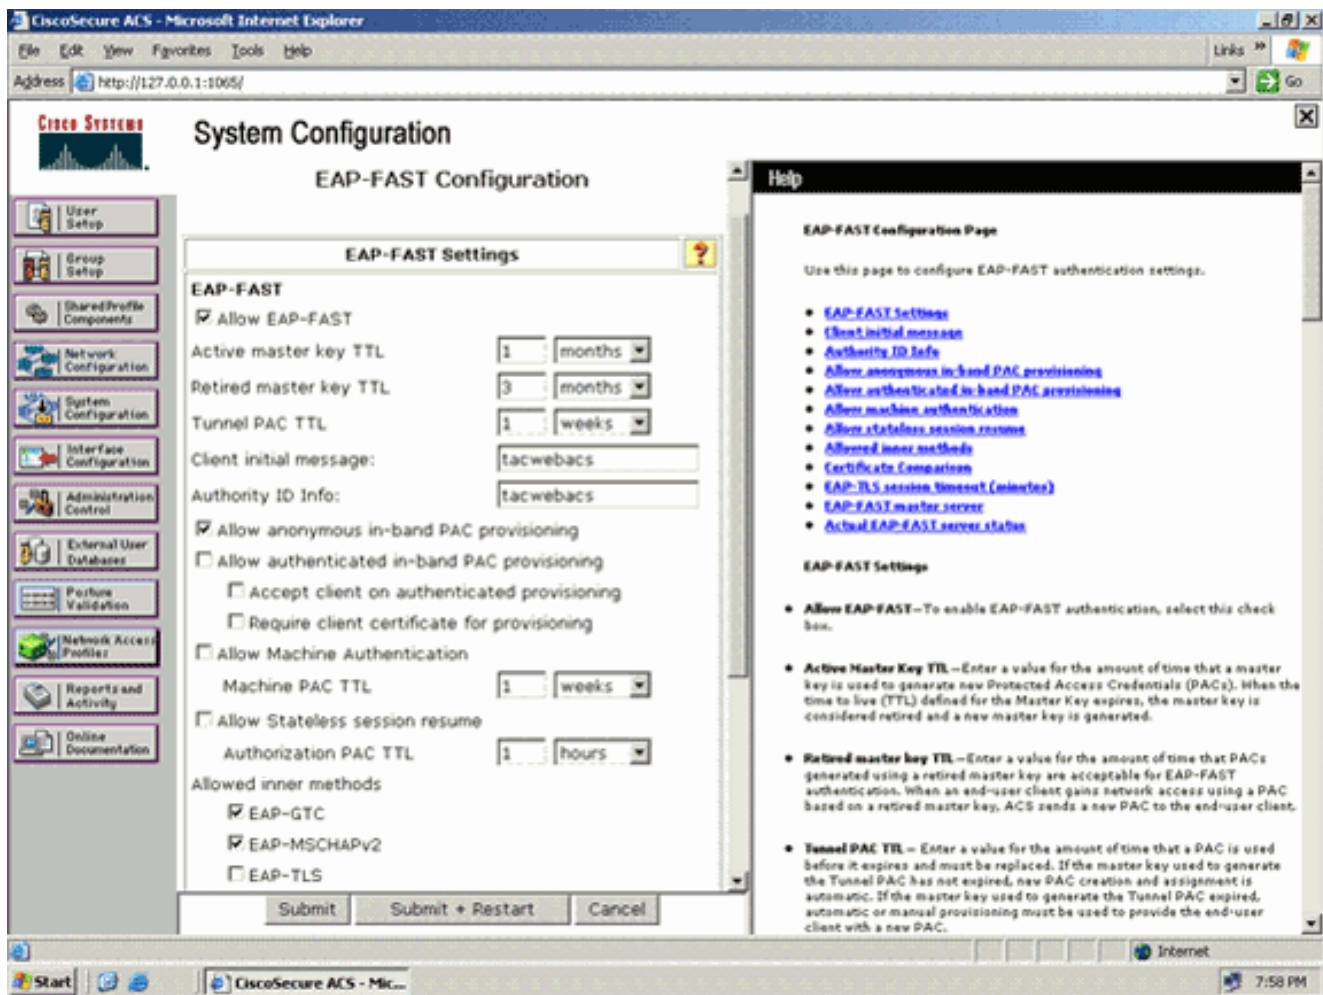 CiscoSecure ACS - Microsoft Internet Explorer
File Edit View Favorites Tools Help
Links »
Address http://127.0.0.1:1065/
Go
CISCO SYSTEMS
System Configuration
EAP-FAST Configuration
User Setup
Group Setup
Shared Profile Components
Network Configuration
System Configuration
Interface Configuration
Administration Control
External User Databases
Posture Validation
Network Access Profiles
Reports and Activity
Online Documentation
EAP-FAST Settings
?
EAP-FAST
Allow EAP-FAST
Active master key TTL 1 months
Retired master key TTL 3 months
Tunnel PAC TTL 1 weeks
Client initial message: tacwebacs
Authority ID Info: tacwebacs
Allow anonymous in-band PAC provisioning
Allow authenticated in-band PAC provisioning
Accept client on authenticated provisioning
Require client certificate for provisioning
Allow Machine Authentication
Machine PAC TTL 1 weeks
Allow Stateless session resume
Authorization PAC TTL 1 hours
Allowed inner methods
EAP-GTC
EAP-MSCHAPv2
EAP-TLS
Submit Submit + Restart Cancel
Help
EAP-FAST Configuration Page
Use this page to configure EAP-FAST authentication settings.
• EAP-FAST Settings
• Client initial message
• Authority ID Info
• Allow anonymous in-band PAC provisioning
• Allow authenticated in-band PAC provisioning
• Allow machine authentication
• Allow stateless session resume
• Allowed inner methods
• Certificate Comparison
• EAP-TLS session timeout (minutes)
• EAP-FAST master server
• Actual EAP-FAST server status
EAP-FAST Settings
• Allow EAP-FAST—To enable EAP-FAST authentication, select this check
box.
• Active Master Key TTL—Enter a value for the amount of time that a master
key is used to generate new Protected Access Credentials (PACs). When the
time to live (TTL) defined for the Master Key expires, the master key is
considered retired and a new master key is generated.
• Retired master key TTL—Enter a value for the amount of time that PACs
generated using a retired master key are acceptable for EAP-FAST
authentication. When an end-user client gains network access using a PAC
based on a retired master key, ACS sends a new PAC to the end-user client.
• Tunnel PAC TTL— Enter a value for the amount of time that a PAC is used
before it expires and must be replaced. If the master key used to generate
the Tunnel PAC has not expired, new PAC creation and assignment is
automatic. If the master key used to generate the Tunnel PAC expired,
automatic or manual provisioning must be used to provide the end-user
client with a new PAC.
Internet
Start CiscoSecure ACS - Mic... 7:58 PM